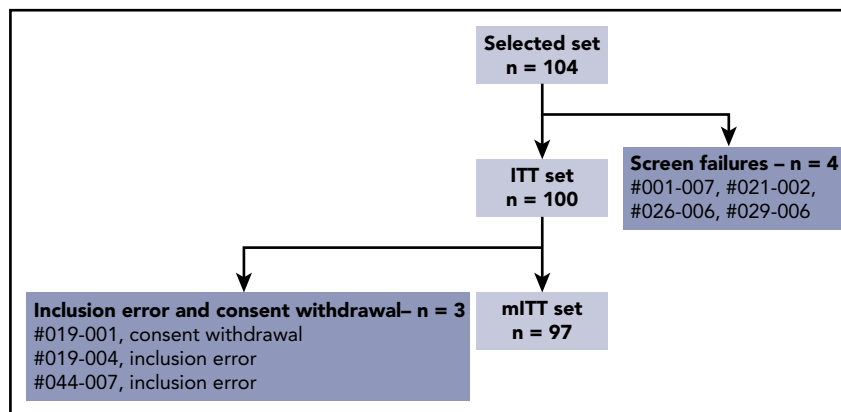 Selected set
n = 104
Screen failures – n = 4
#001-007, #021-002,
#026-006, #029-006
ITT set
n = 100
Inclusion error and consent withdrawal– n = 3
#019-001, consent withdrawal
#019-004, inclusion error
#044-007, inclusion error
mITT set
n = 97